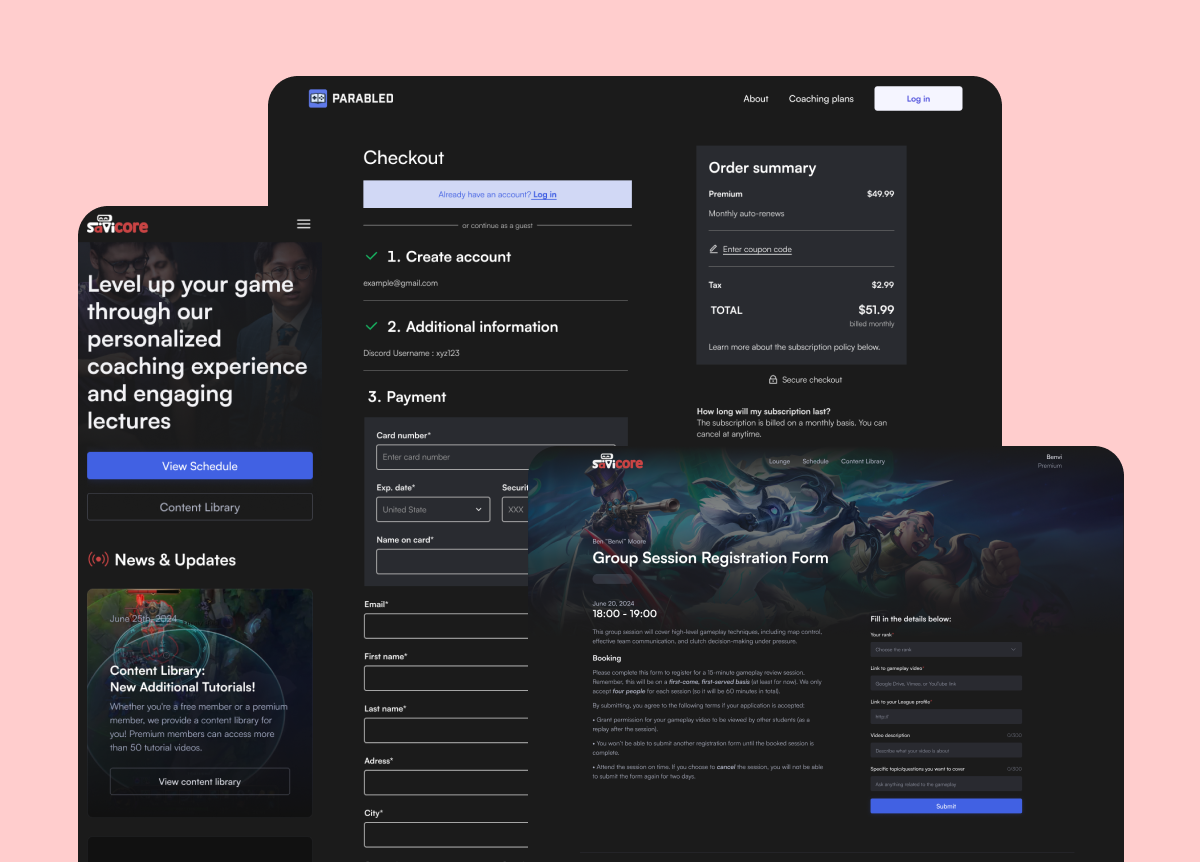 PARABLED
About
Coaching plans
Log in
Checkout
Already have an account? Log in
or continue as a guest
1. Create account
example@gmail.com
2. Additional information
Discord Username : xyz123
3. Payment
Card number*
Enter card number
Exp. date*
Securit
United State
XXX
Name on card*
Email*
First name*
Last name*
Adress*
City*
Order summary
Premium
$49.99
Monthly auto-renews
Enter coupon code
Tax
$2.99
TOTAL
$51.99
billed monthly
Learn more about the subscription policy below.
Secure checkout
How long will my subscription last?
The subscription is billed on a monthly basis. You can
cancel at anytime.
savicore
Level up your game
through our
personalized
coaching experience
and engaging
lectures
View Schedule
Content Library
News & Updates
June 25th, 2024
Content Library:
New Additional Tutorials!
Whether you're a free member or a premium
member, we provide a content library for
you! Premium members can access more
than 50 tutorial videos.
View content library
savicore
Lounge
Schedule
Content Library
Benvi
Premium
Ben "Benvi" Moore
Group Session Registration Form
June 20, 2024
18:00 - 19:00
This group session will cover high-level gameplay techniques, including map control,
effective team communication, and clutch decision-making under pressure.
Booking
Please complete this form to register for a 15-minute gameplay review session.
Remember, this will be on a first-come, first-served basis (at least for now). We only
accept four people for each session (so it will be 60 minutes in total).
By submitting, you agree to the following terms if your application is accepted:
• Grant permission for your gameplay video to be viewed by other students (as a
replay after the session).
• You won't be able to submit another registration form until the booked session is
complete.
• Attend the session on time. If you choose to cancel the session, you will not be able
to submit the form again for two days.
Fill in the details below:
Your rank*
Choose the rank
Link to gameplay video*
Google Drive, Vimeo, or YouTube link
Link to your League profile*
http://
Video description
0/300
Describe what your video is about
Specific topic/questions you want to cover
0/300
Ask anything related to the gameplay
Submit